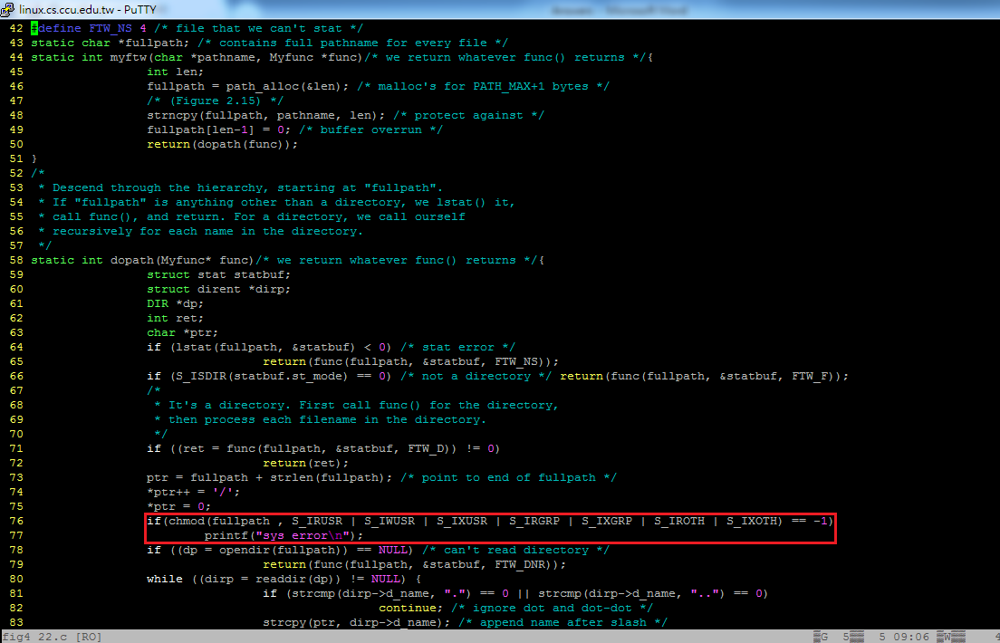 linux.cs.ccu.edu.tw - PuTTY
42 #define FTW_NS 4 /* file that we can't stat */
43 static char *fullpath; /* contains full pathname for every file */
44 static int myftw(char *pathname, Myfunc *func)/* we return whatever func() returns */{
45                 int len;
46                 fullpath = path_alloc(&len); /* malloc's for PATH_MAX+1 bytes */
47                 /* (Figure 2.15) */
48                 strncpy(fullpath, pathname, len); /* protect against */
49                 fullpath[len-1] = 0; /* buffer overrun */
50                 return(dopath(func));
51 }
52 /*
53  * Descend through the hierarchy, starting at "fullpath".
54  * If "fullpath" is anything other than a directory, we lstat() it,
55  * call func(), and return. For a directory, we call ourself
56  * recursively for each name in the directory.
57  */
58 static int dopath(Myfunc* func)/* we return whatever func() returns */{
59                 struct stat statbuf;
60                 struct dirent *dirp;
61                 DIR *dp;
62                 int ret;
63                 char *ptr;
64                 if (lstat(fullpath, &statbuf) < 0) /* stat error */
65                                 return(func(fullpath, &statbuf, FTW_NS));
66                 if (S_ISDIR(statbuf.st_mode) == 0) /* not a directory */ return(func(fullpath, &statbuf, FTW_F));
67                 /*
68                  * It's a directory. First call func() for the directory,
69                  * then process each filename in the directory.
70                  */
71                 if ((ret = func(fullpath, &statbuf, FTW_D)) != 0)
72                                 return(ret);
73                 ptr = fullpath + strlen(fullpath); /* point to end of fullpath */
74                 *ptr++ = '/';
75                 *ptr = 0;
76                 if(chmod(fullpath , S_IRUSR | S_IWUSR | S_IXUSR | S_IRGRP | S_IXGRP | S_IROTH | S_IXOTH) == -1)
77                         printf("sys error\n");
78                 if ((dp = opendir(fullpath)) == NULL) /* can't read directory */
79                                 return(func(fullpath, &statbuf, FTW_DNR));
80                 while ((dirp = readdir(dp)) != NULL) {
81                                 if (strcmp(dirp->d_name, ".") == 0 || strcmp(dirp->d_name, "..") == 0)
82                                                 continue; /* ignore dot and dot-dot */
83                                 strcpy(ptr, dirp->d_name); /* append name after slash */
fig4 22.c [RO] G 5 5 09:06 W 4